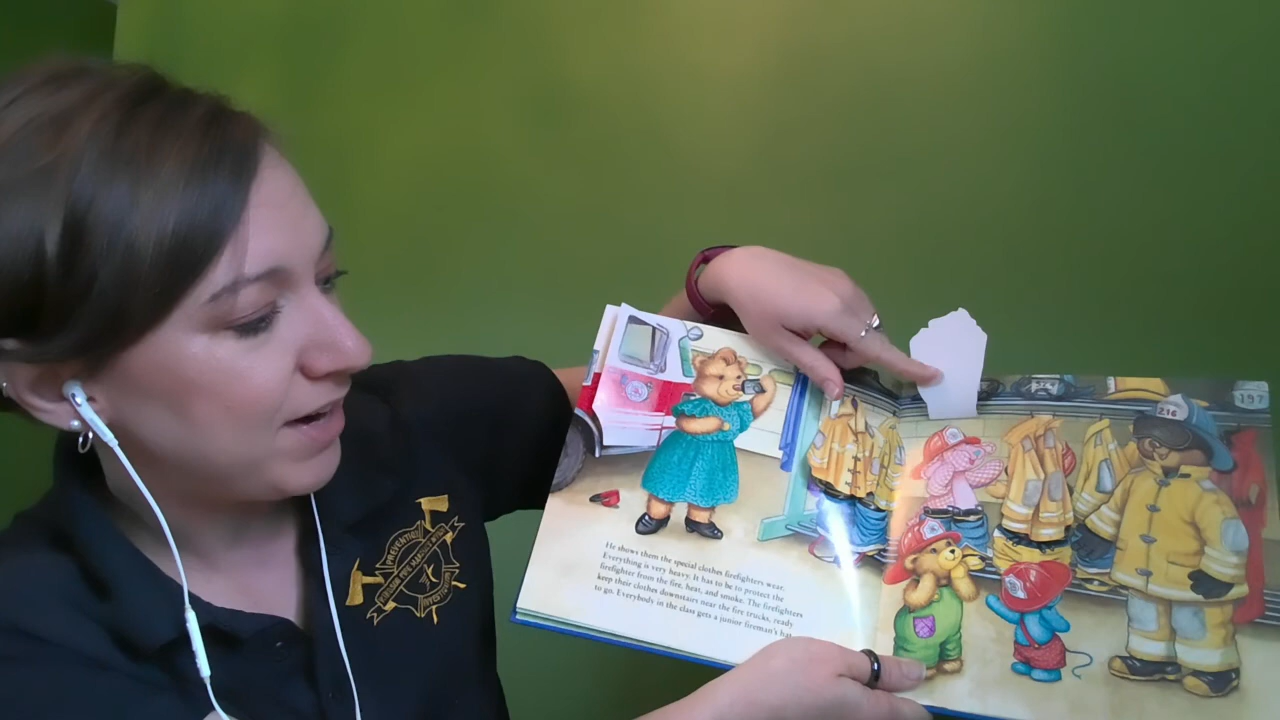 He shows them the special clothes firefighters wear.
Everything is very heavy. It has to be to protect the
firefighter from the fire, heat, and smoke. The firefighters
keep their clothes downstairs near the fire trucks, ready
to go. Everybody in the class gets a junior fireman's hat.
216
197
PREVENTION